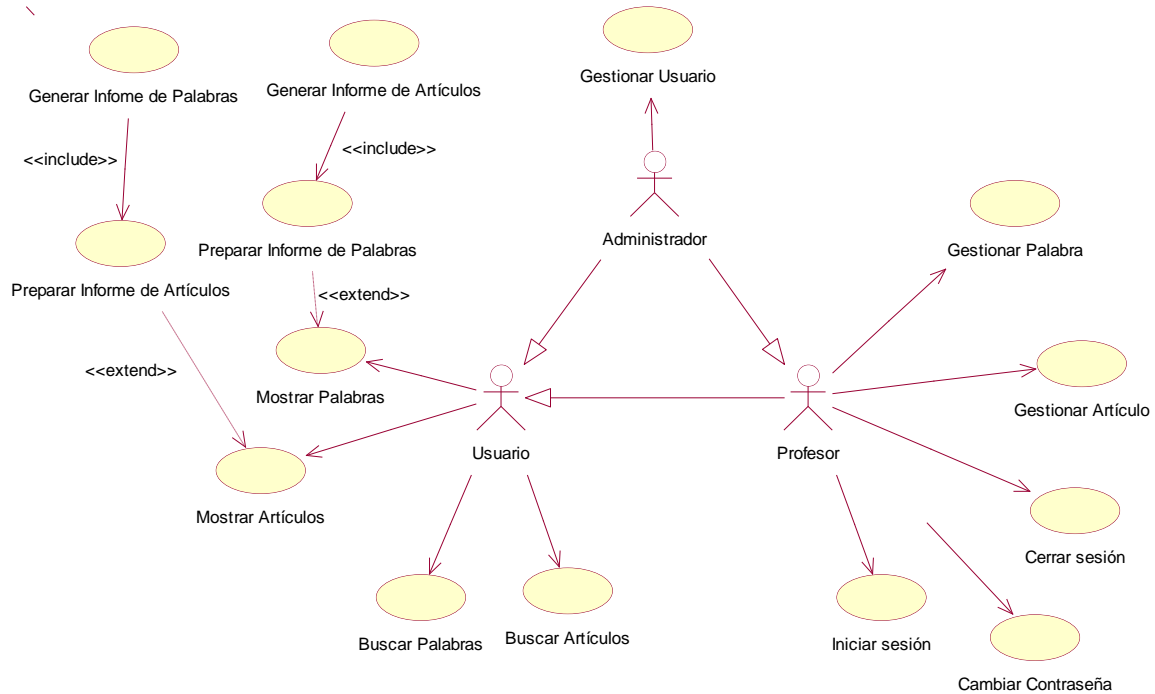 Gestionar Usuario
Generar Infome de Palabras
Generar Informe de Artículos
<<include>>
<<include>>
Administrador
Preparar Informe de Palabras
Gestionar Palabra
Preparar Informe de Artículos
<<extend>>
<<extend>>
Mostrar Palabras
Gestionar Artículo
Usuario
Profesor
Mostrar Artículos
Cerrar sesión
Buscar Palabras
Buscar Artículos
Iniciar sesión
Cambiar Contraseña